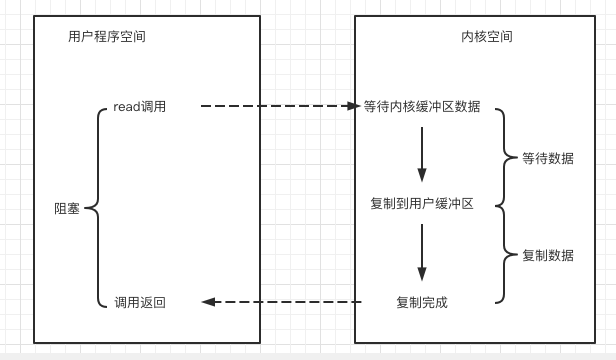 用户程序空间
内核空间
read调用
等待内核缓冲区数据
等待数据
阻塞
复制到用户缓冲区
复制数据
调用返回
复制完成